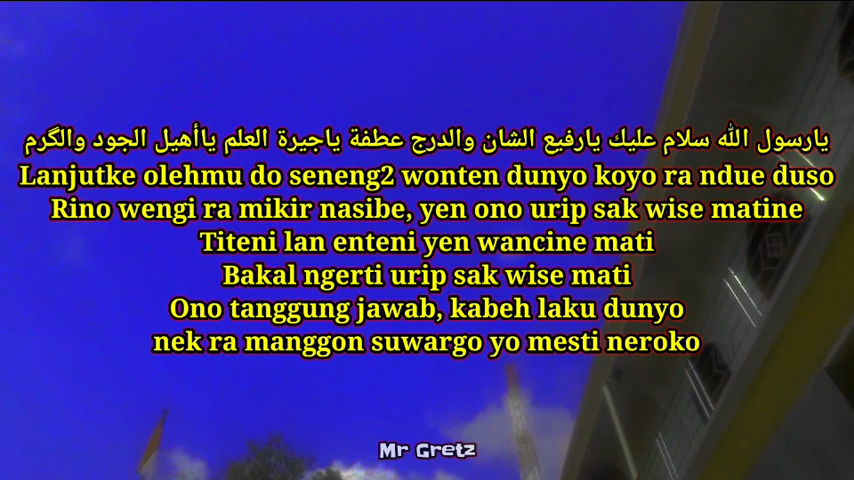 يارسول الله سلام عليك يارفيع الشان والدرج عطفة ياجيرة العلم ياأهيل الجود والگرم
Lanjutke olehmu do seneng2 wonten dunyo koyo ra ndue duso
Rino wengi ra mikir nasibe, yen ono urip sak wise matine
Titeni lan enteni yen wancine mati
Bakal ngerti urip sak wise mati
Ono tanggung jawab, kabeh laku dunyo
nek ra manggon suwargo yo mesti neroko
Mr Gretz